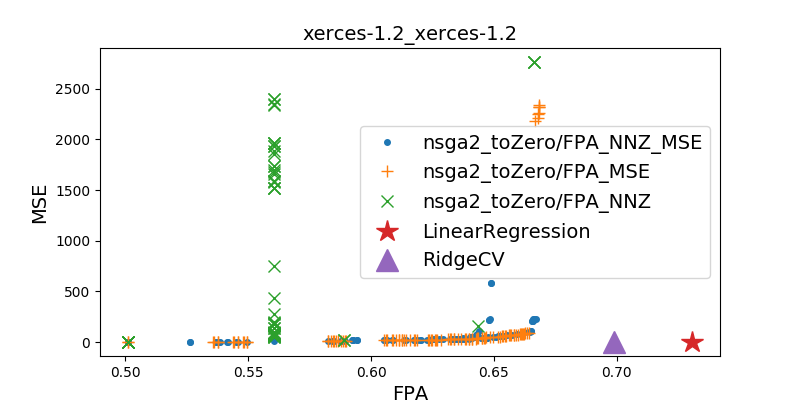 xerces-1.2_xerces-1.2
MSE
2500
2000
1500
1000
500
0
nsga2_toZero/FPA_NNZ_MSE
nsga2_toZero/FPA_MSE
nsga2_toZero/FPA_NNZ
LinearRegression
RidgeCV
0.50 0.55 0.60 0.65 0.70
FPA